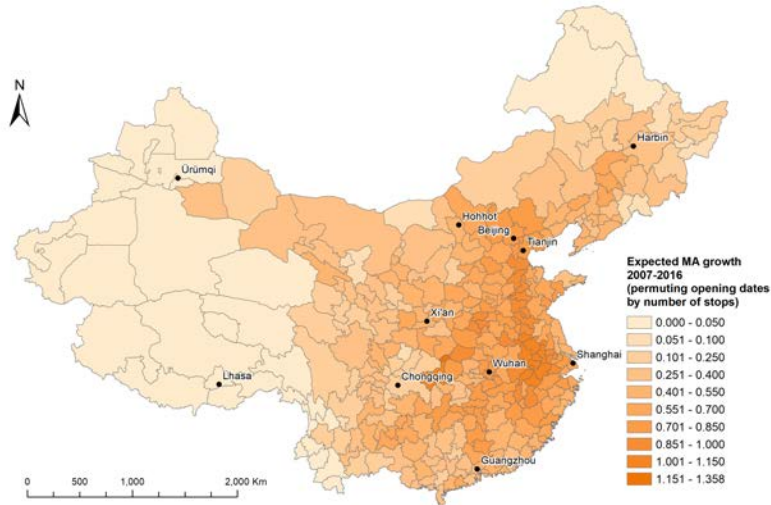 N
Harbin
Ürümqi
Hohhot
Beijing
Tianjin
Expected MA growth
2007-2016
(permuting opening dates
by number of stops)
0.000 - 0.050
0.051 - 0.100
0.101 - 0.250
0.251 - 0.400
0.401 - 0.550
0.551 - 0.700
0.701 - 0.850
0.851 - 1.000
1.001 - 1.150
1.151 - 1.358
Xi'an
Shanghai
Wuhan
Lhasa
Chongqing
Guangzhou
0 500 1,000 2,000 Km